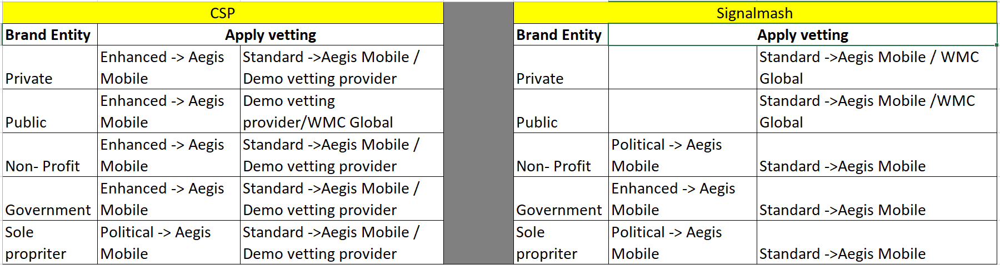 CSP
Brand Entity Apply vetting
Private
Enhanced -> Aegis
Mobile
Standard ->Aegis Mobile /
Demo vetting provider
Public
Enhanced -> Aegis
Mobile
Demo vetting
provider/WMC Global
Non- Profit
Enhanced -> Aegis
Mobile
Standard ->Aegis Mobile /
Demo vetting provider
Government
Enhanced -> Aegis
Mobile
Standard ->Aegis Mobile /
Demo vetting provider
Sole
propriter
Political -> Aegis
Mobile
Standard ->Aegis Mobile /
Demo vetting provider
Signalmash
Brand Entity Apply vetting
Private
Standard ->Aegis Mobile / WMC
Global
Public
Standard ->Aegis Mobile /WMC
Global
Non- Profit
Political -> Aegis
Mobile
Standard ->Aegis Mobile
Government
Enhanced -> Aegis
Mobile
Standard ->Aegis Mobile
Sole
propriter
Political -> Aegis
Mobile
Standard ->Aegis Mobile